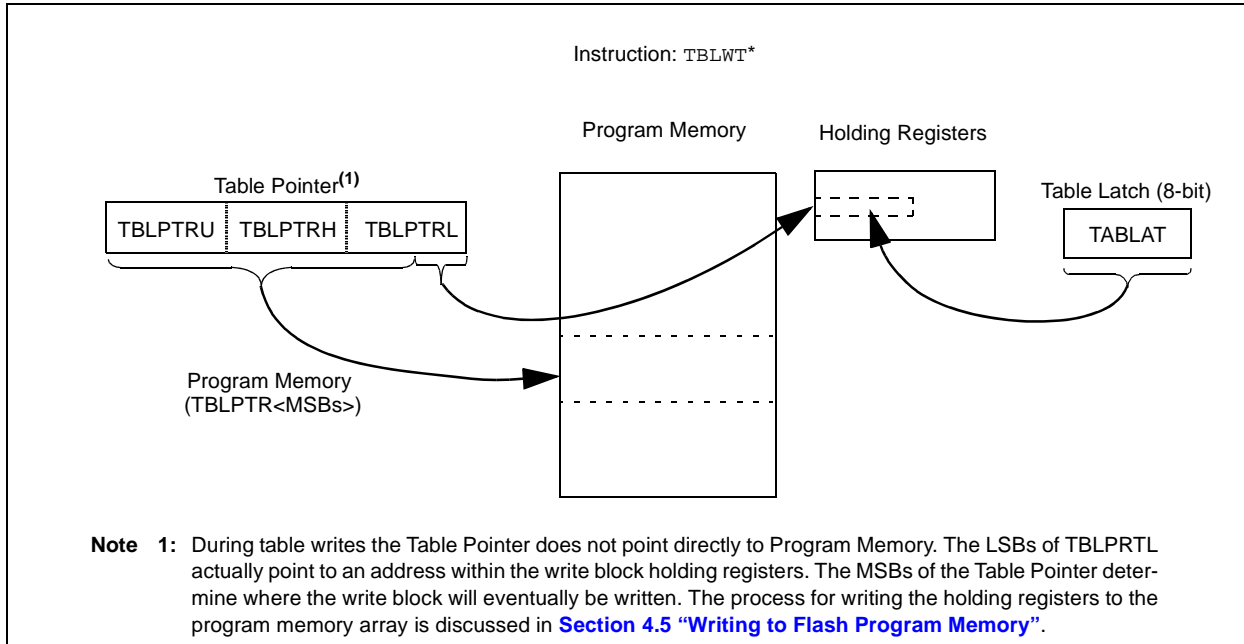 Instruction: TBLWT*
Program Memory
Holding Registers
Table Pointer(1)
Table Latch (8-bit)
TBLPTRU
TBLPTRH
TBLPTRL
TABLAT
Program Memory
(TBLPTR<MSBs>)
Note 1: During table writes the Table Pointer does not point directly to Program Memory. The LSBs of TBLPRTL
actually point to an address within the write block holding registers. The MSBs of the Table Pointer deter-
mine where the write block will eventually be written. The process for writing the holding registers to the
program memory array is discussed in Section 4.5 “Writing to Flash Program Memory”.